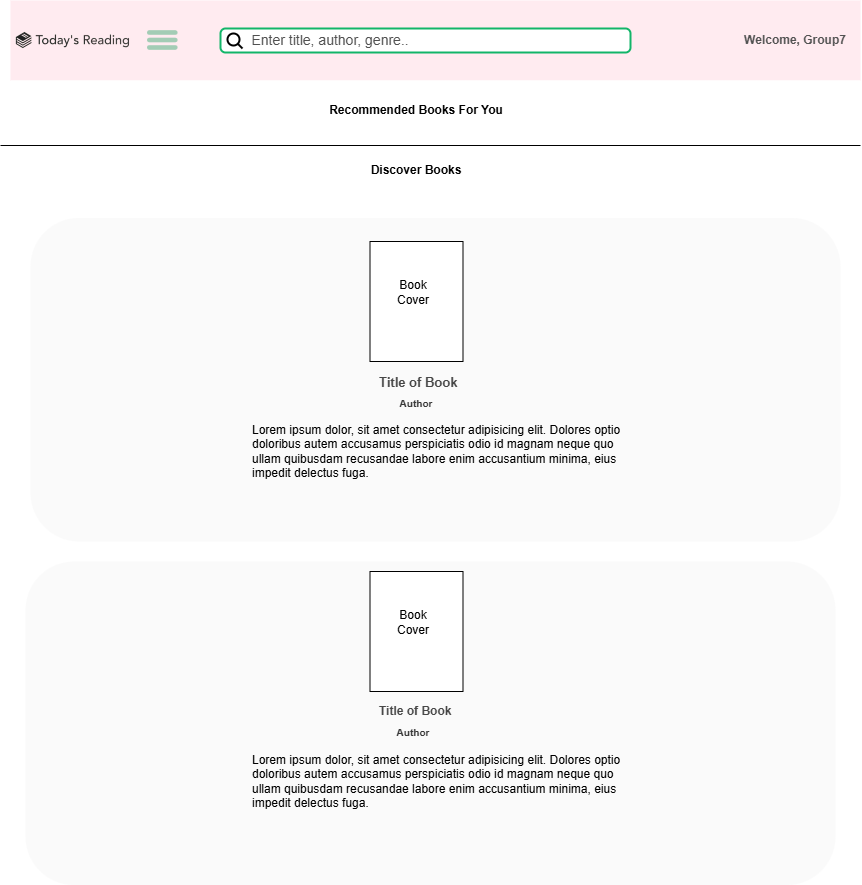 Today's Reading
Enter title, author, genre..
Welcome, Group7
Recommended Books For You
Discover Books
Book
Cover
Title of Book
Author
Lorem ipsum dolor, sit amet consectetur adipisicing elit. Dolores optio
doloribus autem accusamus perspiciatis odio id magnam neque quo
ullam quibusdam recusandae labore enim accusantium minima, eius
impedit delectus fuga.
Book
Cover
Title of Book
Author
Lorem ipsum dolor, sit amet consectetur adipisicing elit. Dolores optio
doloribus autem accusamus perspiciatis odio id magnam neque quo
ullam quibusdam recusandae labore enim accusantium minima, eius
impedit delectus fuga.